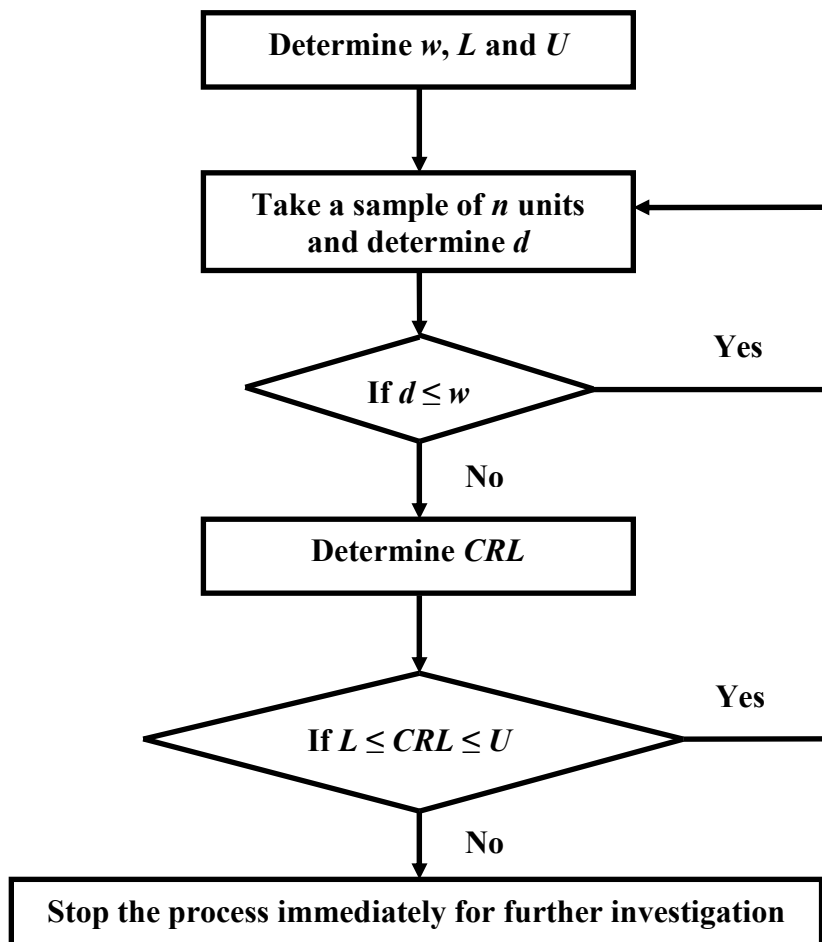 Determine w, L and U
Take a sample of n units
and determine d
Yes
If d ≤ w
No
Determine CRL
Yes
If L ≤ CRL ≤ U
No
Stop the process immediately for further investigation